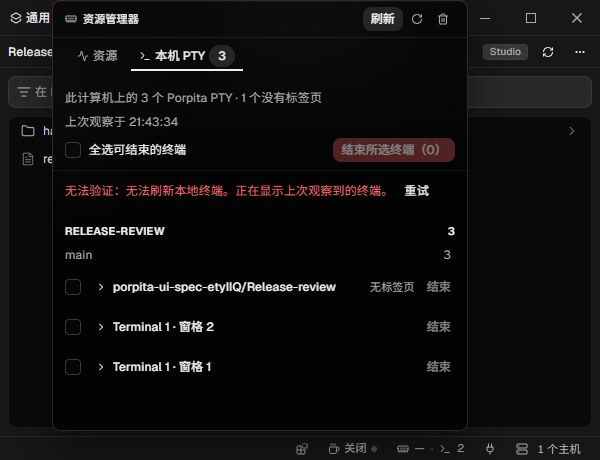 通用
资源管理器
刷新
Release
资源
本机 PTY 3
Studio
此计算机上的 3 个 Porpita PTY · 1 个没有标签页
上次观察于 21:43:34
全选可结束的终端
结束所选终端（0）
无法验证：无法刷新本地终端。正在显示上次观察到的终端。 重试
RELEASE-REVIEW 3
main 3
porpita-ui-spec-etyIIQ/Release-review 无标签页 结束
Terminal 1 · 窗格 2 结束
Terminal 1 · 窗格 1 结束
关闭 — · 2 1 个主机